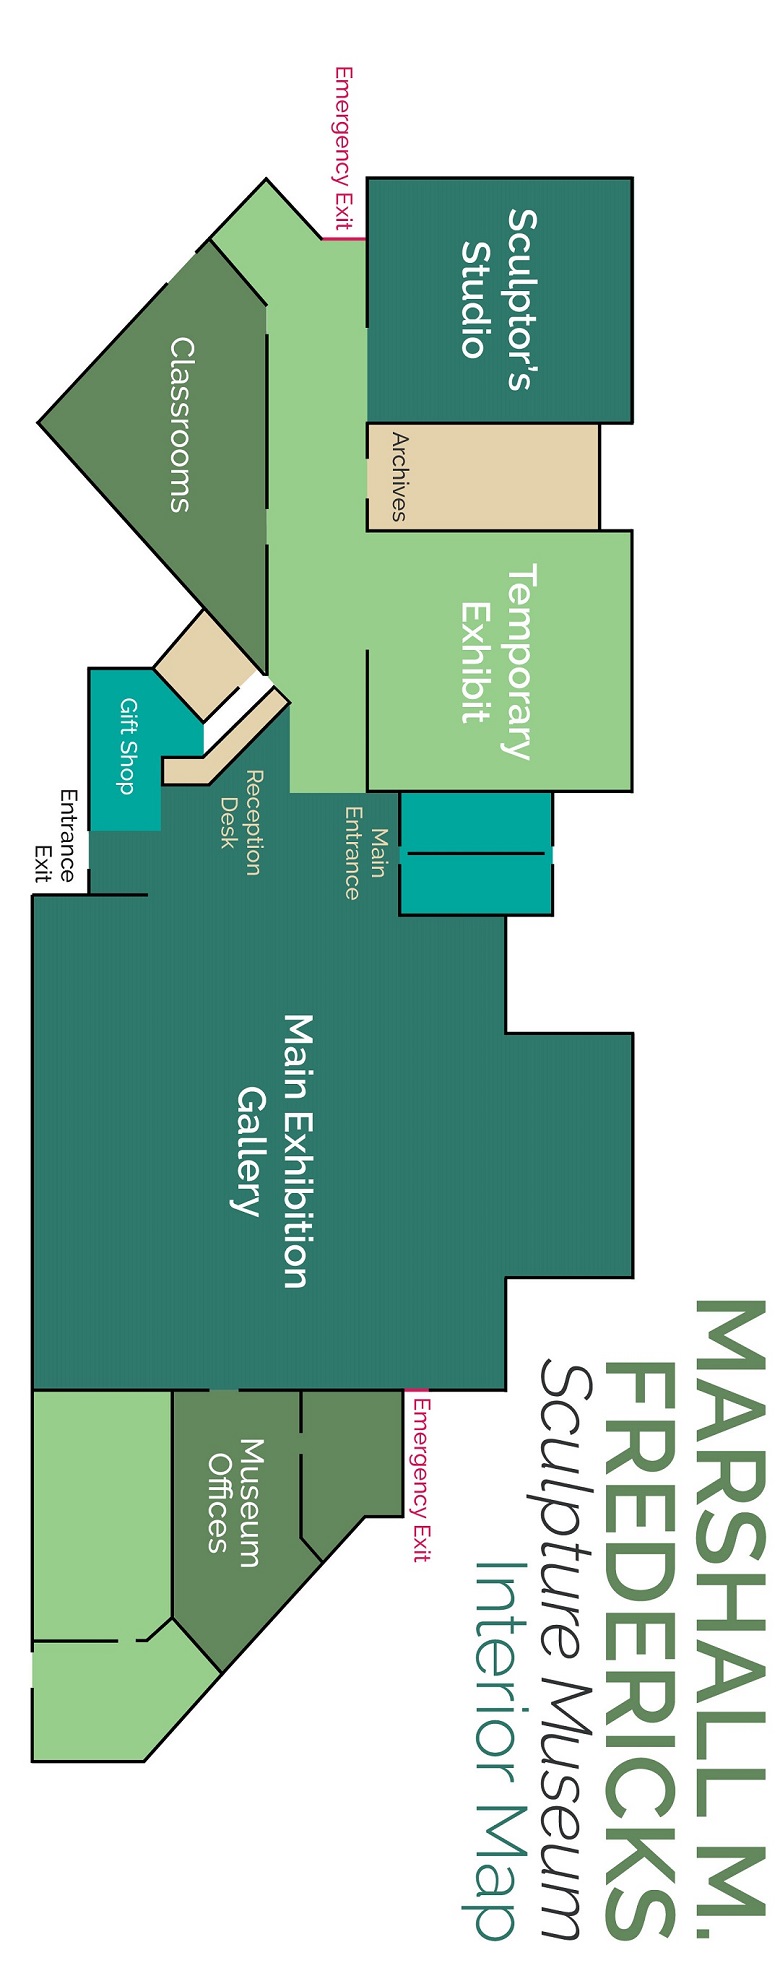 MARSHALL M.
FREDERICKS
Sculpture Museum
Interior Map
Emergency Exit
Sculptor's
Studio
Archives
Temporary
Exhibit
Classrooms
Gift Shop
Reception
Desk
Main
Entrance
Entrance
Exit
Main Exhibition
Gallery
Emergency Exit
Museum
Offices